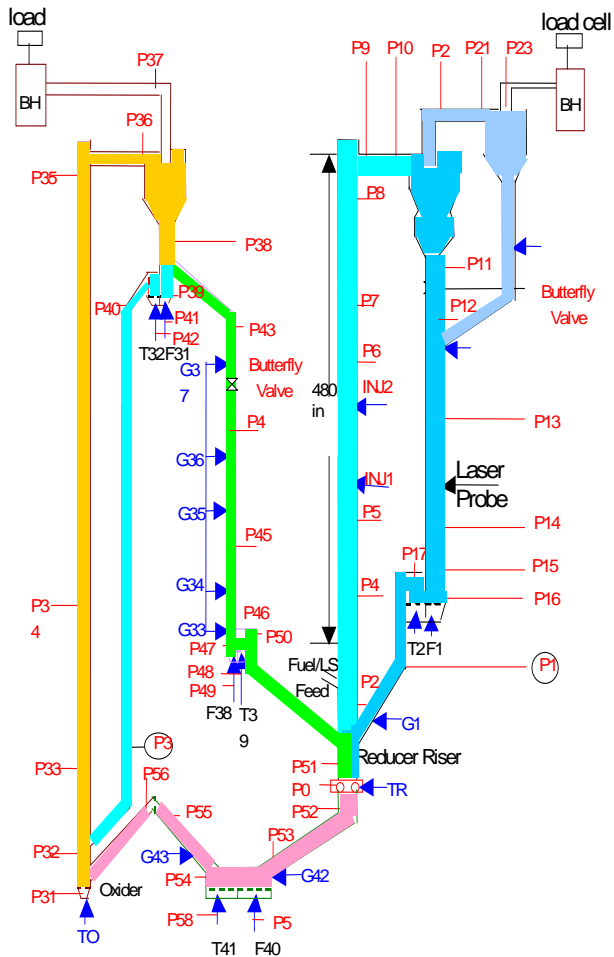 load
load cell
P37
P9
P10
P2
P21
P23
BH
BH
P36
P35
P8
P38
P11
P40
P39
P41
P42
P43
P7
P12
Butterfly
Valve
T32
F31
G3
7
Butterfly
Valve
P6
480
in
INJ2
P4
P13
G36
INJ1
Laser
Probe
G35
P5
P14
P45
P17
P15
G34
P4
P16
P3
4
P46
G33
P50
P47
T2
F1
P48
P49
Fuel/LS
Feed
P1
F38
T3
9
P2
G1
P3
P51
Reducer Riser
P33
P56
P0
TR
P52
P55
P53
P32
G43
P54
G42
P31
Oxider
P58
P5
TO
T41
F40